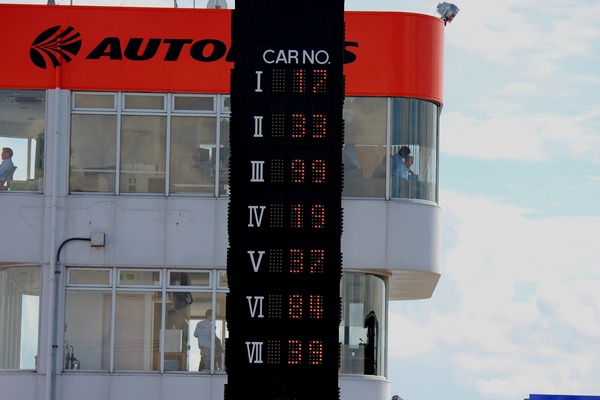 AUTO
CAR NO.
I 17
II 33
III 99
IV 19
V 37
VI 84
VII 39